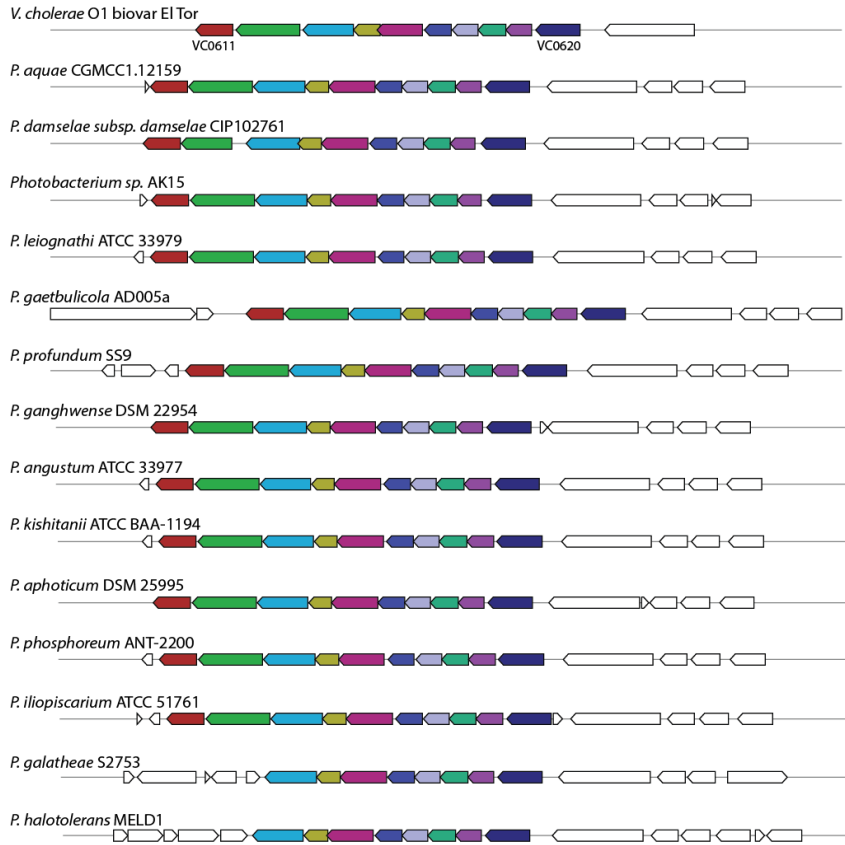 V. cholerae O1 biovar El Tor
VC0611 VC0620
P. aquae CGMCC1.12159
P. damselae subsp. damselae CIP102761
Photobacterium sp. AK15
P. leiognathi ATCC 33979
P. gaetbulicola AD005a
P. profundum SS9
P. ganghwense DSM 22954
P. angustum ATCC 33977
P. kishitanii ATCC BAA-1194
P. aphoticum DSM 25995
P. phosphoreum ANT-2200
P. iliopiscarium ATCC 51761
P. galatheae S2753
P. halotolerans MELD1